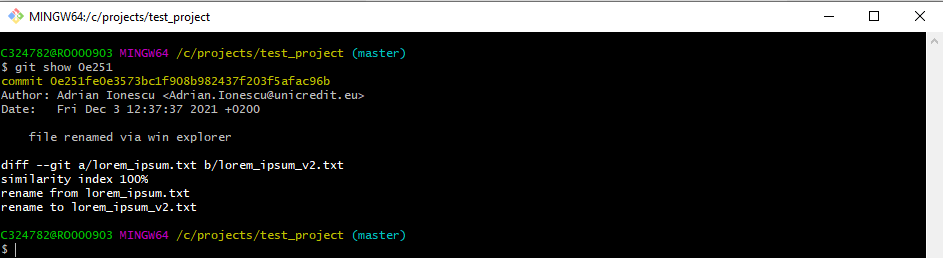 MINGW64:/c/projects/test_project
C324782@RO00O903 MINGW64 /c/projects/test_project (master)
$ git show 0e251
commit 0e251fe0e3573bc1f908b982437f203f5afac96b
Author: Adrian Ionescu <Adrian.Ionescu@unicredit.eu>
Date:   Fri Dec 3 12:37:37 2021 +0200
file renamed via win explorer
diff --git a/lorem_ipsum.txt b/lorem_ipsum_v2.txt
similarity index 100%
rename from lorem_ipsum.txt
rename to lorem_ipsum_v2.txt
C324782@RO00O903 MINGW64 /c/projects/test_project (master)
$